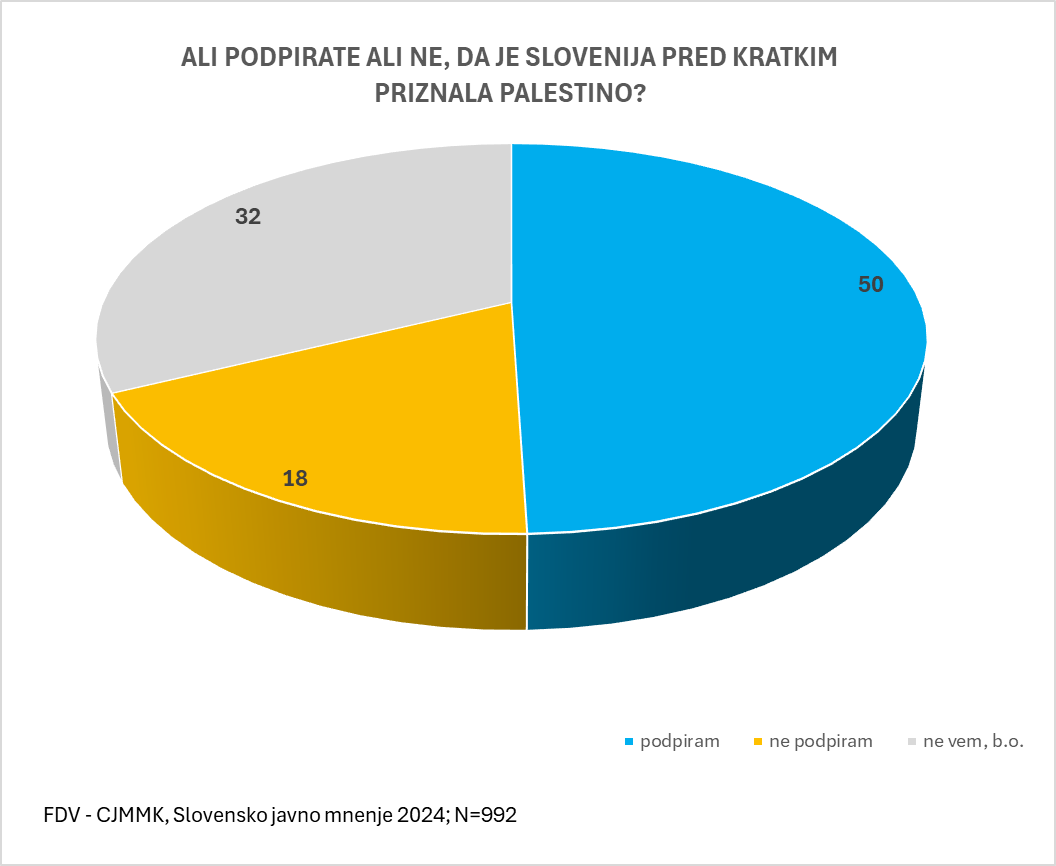 ALI PODPIRATE ALI NE, DA JE SLOVENIJA PRED KRATKIM
PRIZNALA PALESTINO?
32
50
18
podpiram
ne podpiram
ne vem, b.o.
FDV - CJMMK, Slovensko javno mnenje 2024; N=992